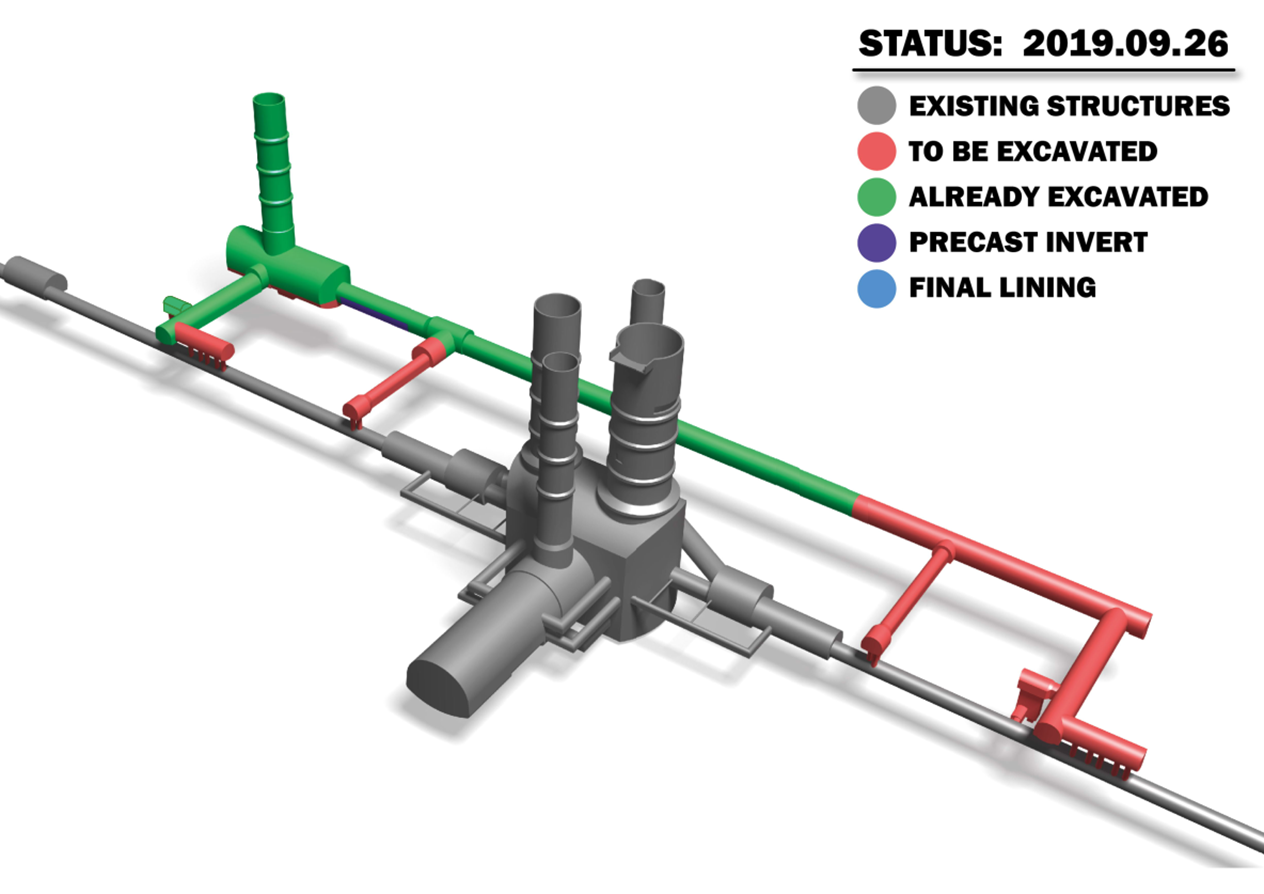 STATUS: 2019.09.26
EXISTING STRUCTURES
TO BE EXCAVATED
ALREADY EXCAVATED
PRECAST INVERT
FINAL LINING